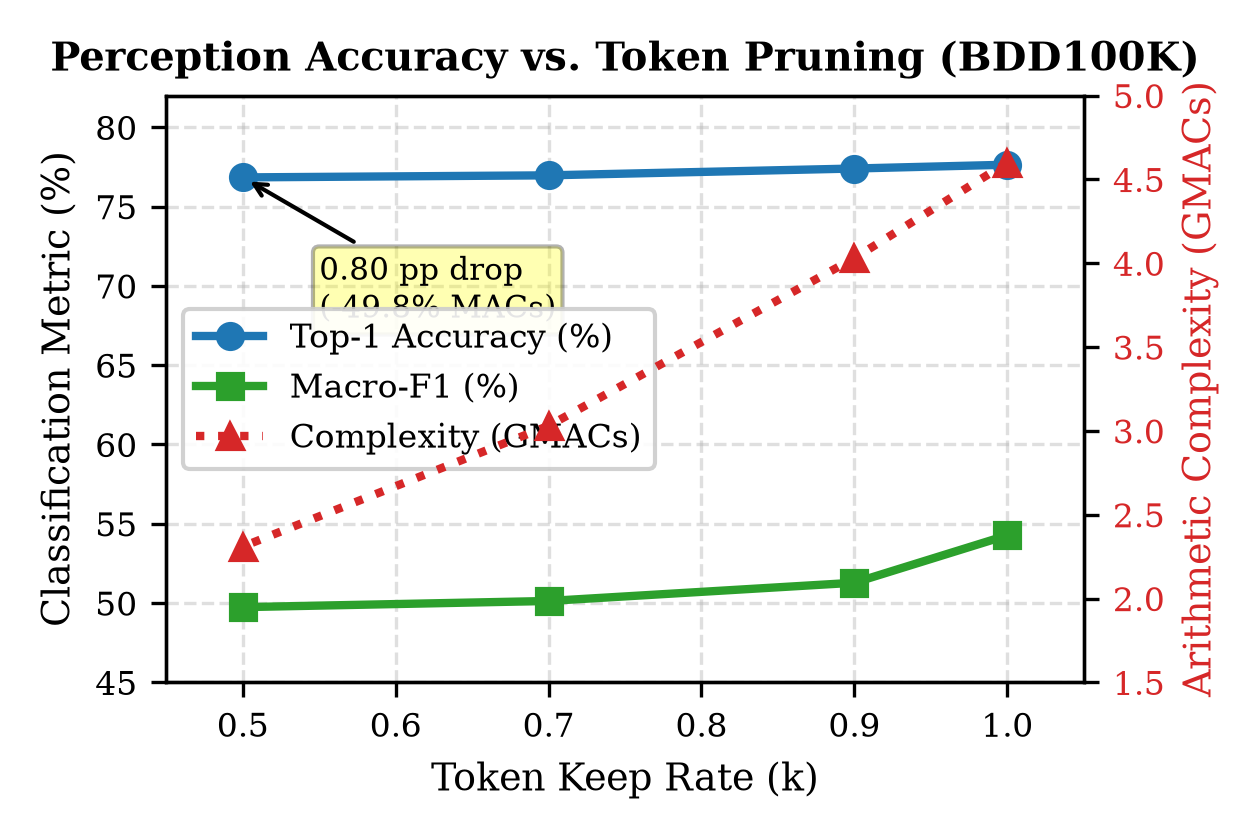 Perception Accuracy vs. Token Pruning (BDD100K)
Classification Metric (%)
80
75
70
65
60
55
50
45
0.80 pp drop
(-49.8% MACs)
Top-1 Accuracy (%)
Macro-F1 (%)
Complexity (GMACs)
5.0
4.5
4.0
3.5
3.0
2.5
2.0
1.5
Arithmetic Complexity (GMACs)
0.5 0.6 0.7 0.8 0.9 1.0
Token Keep Rate (k)